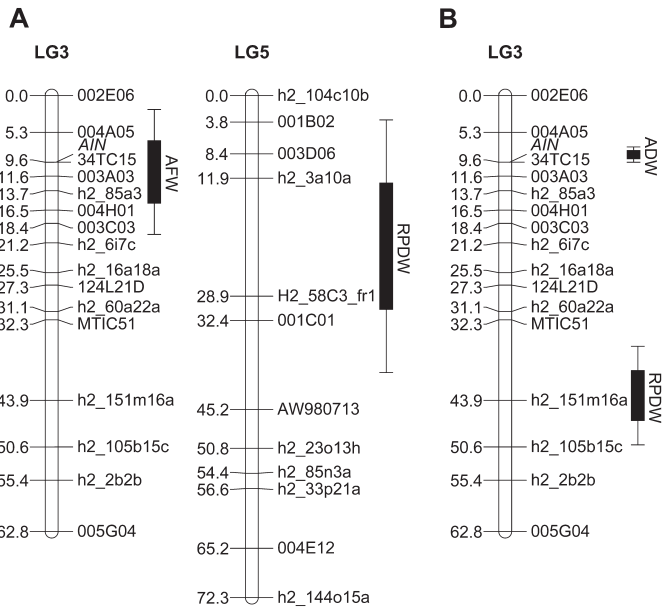 A
B
LG3
LG5
LG3
0.0 002E06
5.3 004A05
AIN
9.6 34TC15
11.6 003A03
13.7 h2_85a3
16.5 004H01
18.4 003C03
21.2 h2_6i7c
25.5 h2_16a18a
27.3 124L21D
31.1 h2_60a22a
32.3 MTIC51
43.9 h2_151m16a
50.6 h2_105b15c
55.4 h2_2b2b
62.8 005G04
AFW
0.0 h2_104c10b
3.8 001B02
8.4 003D06
11.9 h2_3a10a
28.9 H2_58C3_fr1
32.4 001C01
45.2 AW980713
50.8 h2_23o13h
54.4 h2_85n3a
56.6 h2_33p21a
65.2 004E12
72.3 h2_144o15a
RPDW
0.0 002E06
5.3 004A05
AIN
9.6 34TC15
11.6 003A03
13.7 h2_85a3
16.5 004H01
18.4 003C03
21.2 h2_6i7c
25.5 h2_16a18a
27.3 124L21D
31.1 h2_60a22a
32.3 MTIC51
43.9 h2_151m16a
50.6 h2_105b15c
55.4 h2_2b2b
62.8 005G04
ADW
RPDW